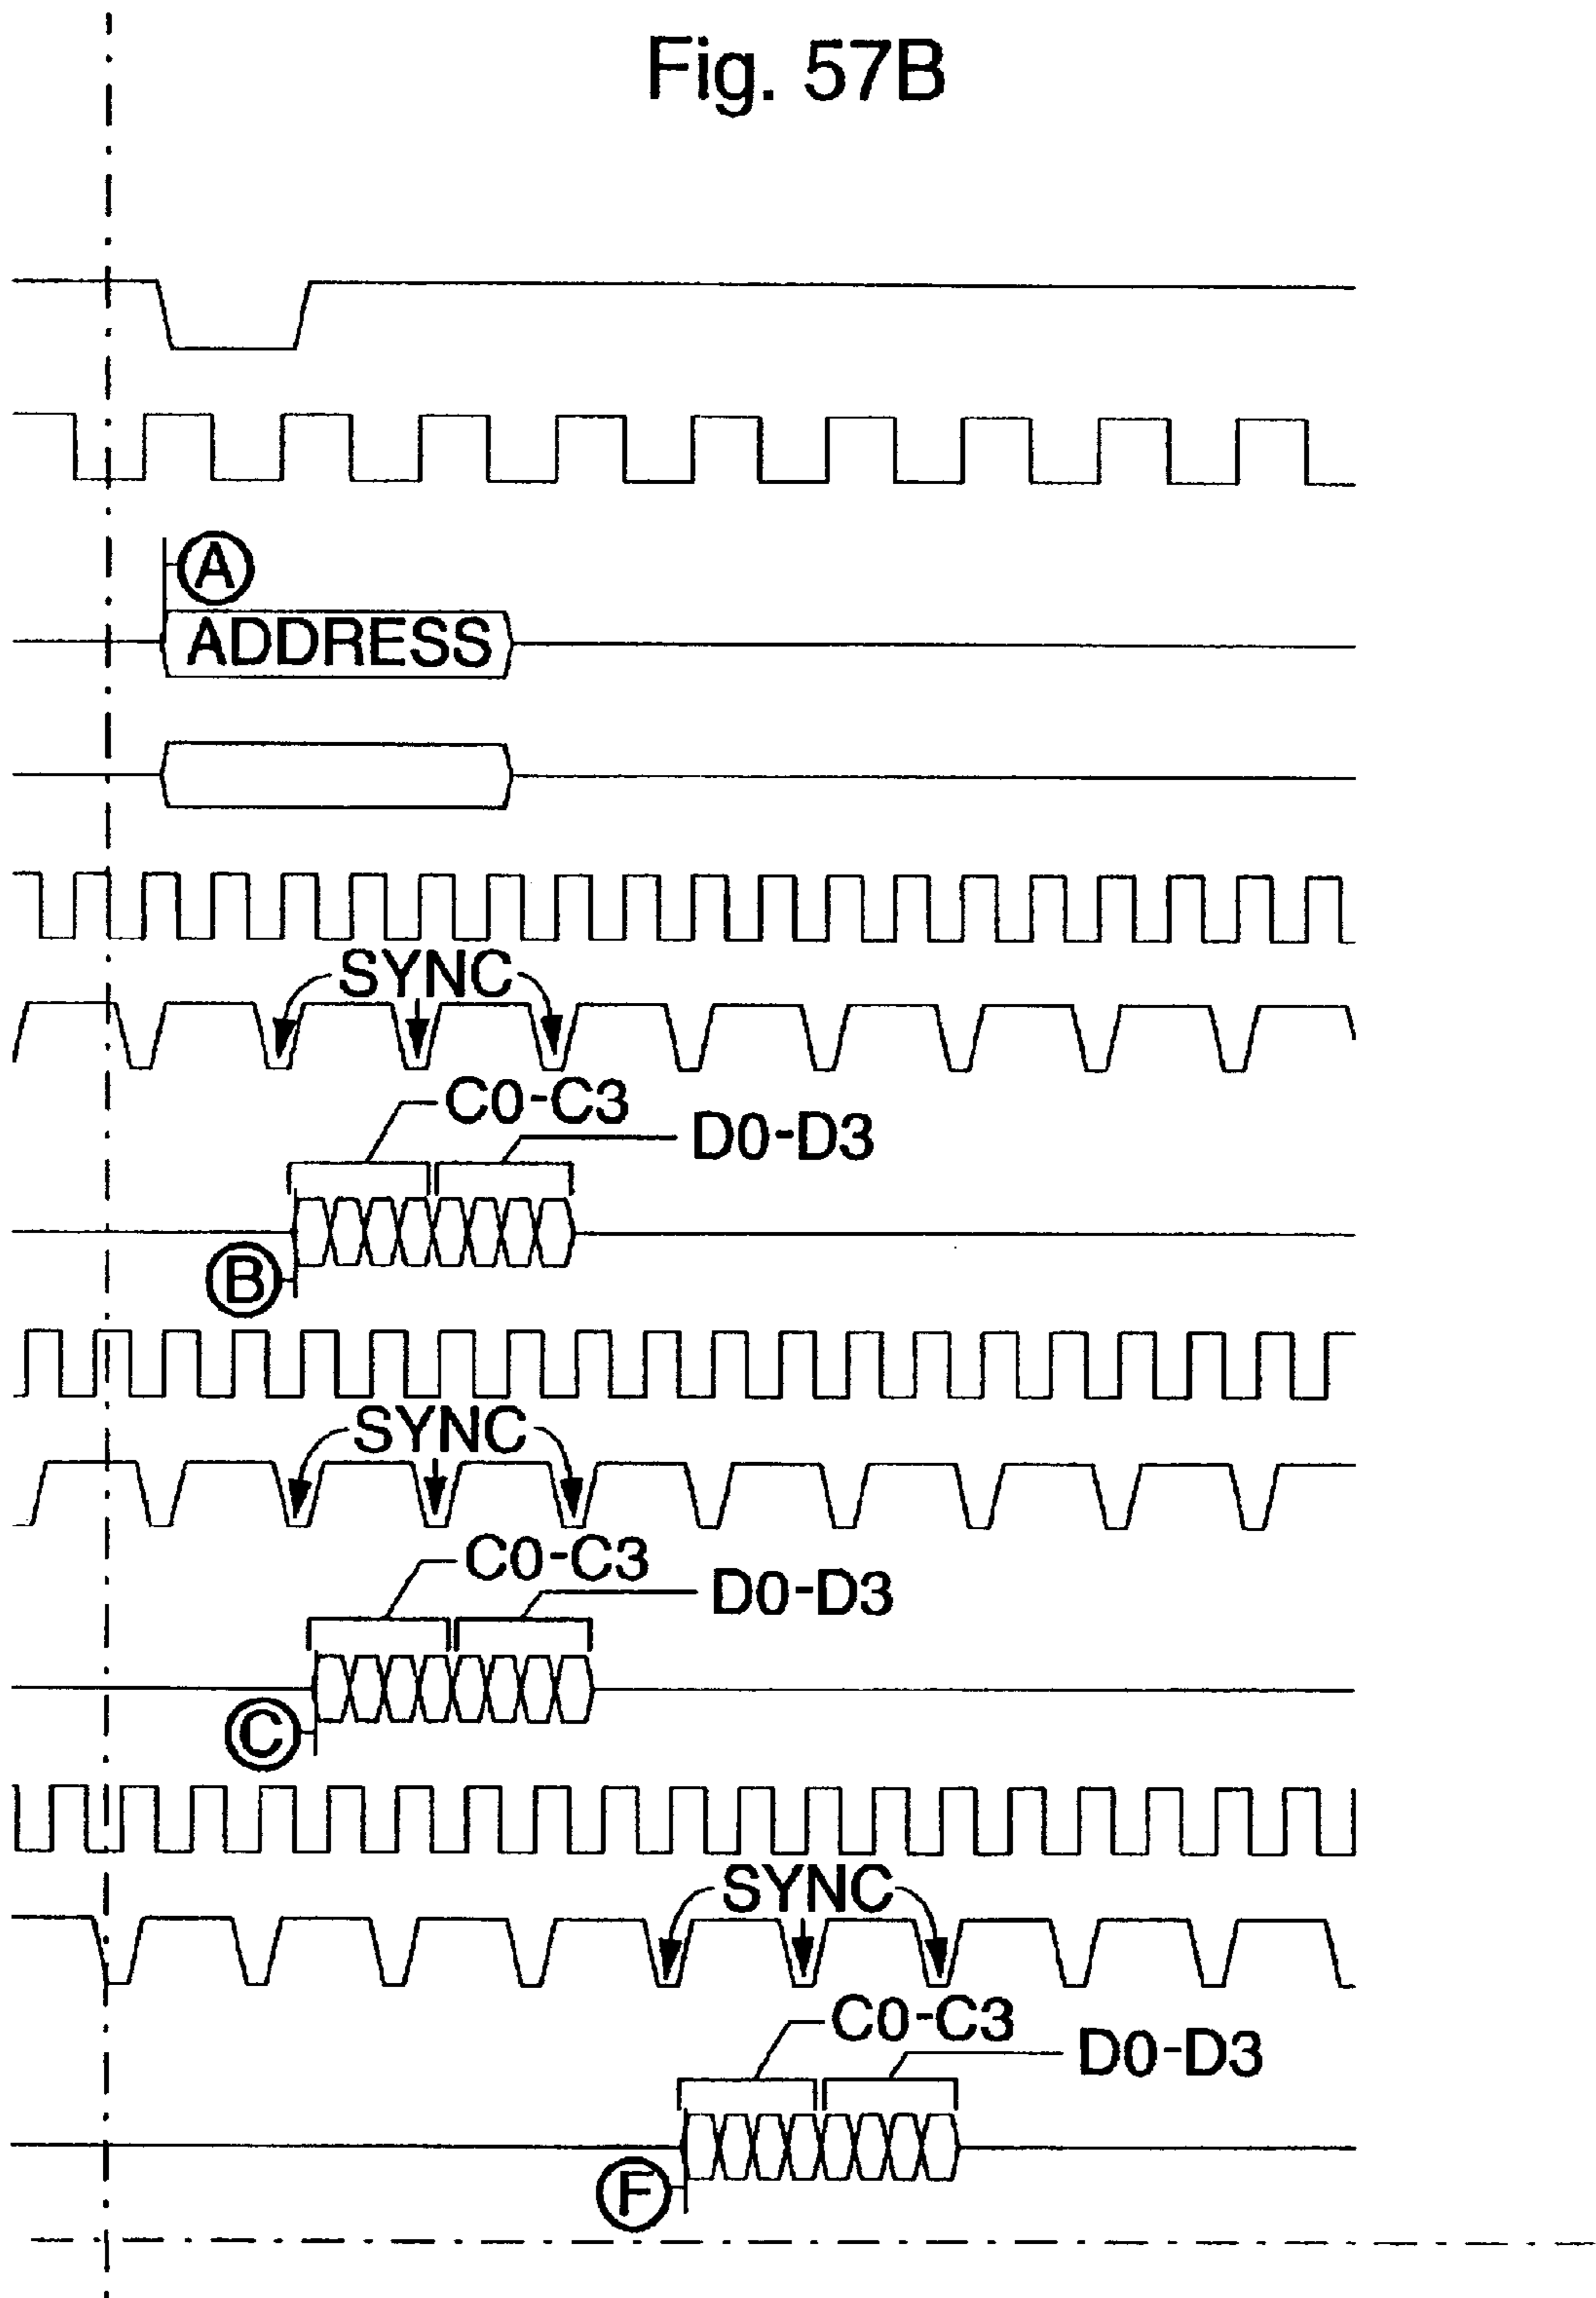 Fig. 57B
A
ADDRESS
SYNC
C0-C3
D0-D3
B
SYNC
C0-C3
D0-D3
C
SYNC
C0-C3
D0-D3
F